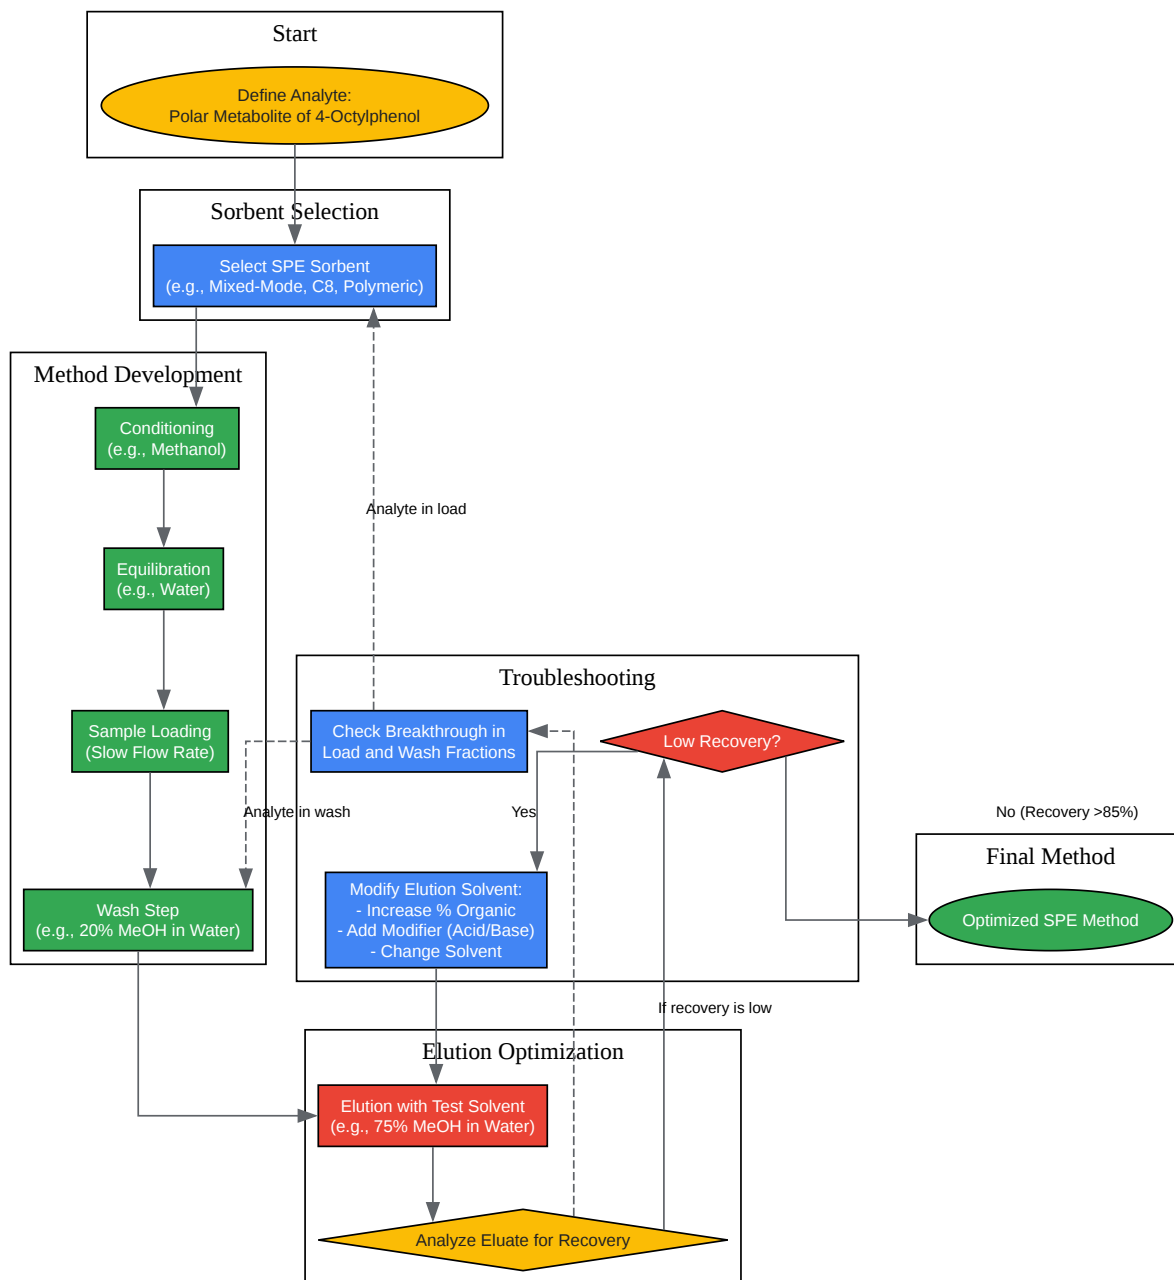 Start
Define Analyte:
Polar Metabolite of 4-Octylphenol
Sorbent Selection
Select SPE Sorbent
(e.g., Mixed-Mode, C8, Polymeric)
Method Development
Conditioning
(e.g., Methanol)
Analyte in load
Equilibration
(e.g., Water)
Troubleshooting
Sample Loading
(Slow Flow Rate)
Check Breakthrough in
Load and Wash Fractions
Low Recovery?
Analyte in wash
Yes
No (Recovery >85%)
Final Method
Wash Step
(e.g., 20% MeOH in Water)
Modify Elution Solvent:
- Increase % Organic
- Add Modifier (Acid/Base)
- Change Solvent
Optimized SPE Method
If recovery is low
Elution Optimization
Elution with Test Solvent
(e.g., 75% MeOH in Water)
Analyze Eluate for Recovery